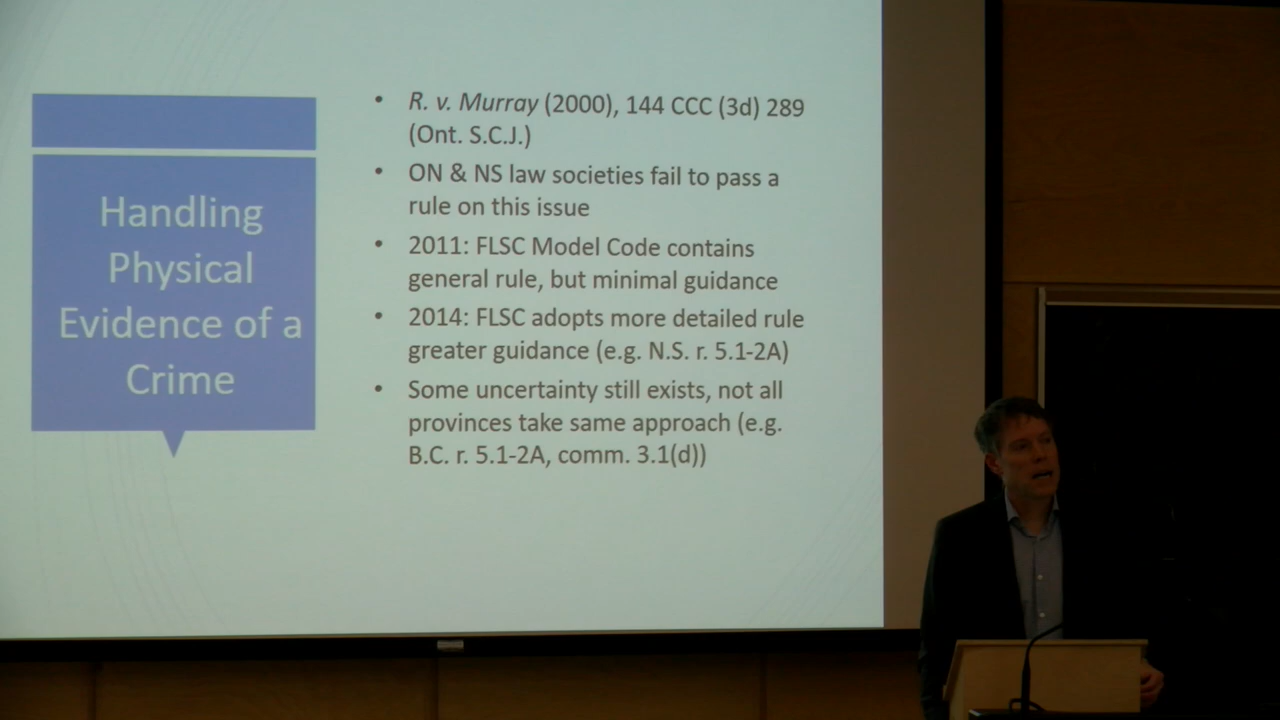 Handling
Physical
Evidence of a
Crime
• R. v. Murray (2000), 144 CCC (3d) 289
(Ont. S.C.J.)
• ON & NS law societies fail to pass a
rule on this issue
• 2011: FLSC Model Code contains
general rule, but minimal guidance
• 2014: FLSC adopts more detailed rule
greater guidance (e.g. N.S. r. 5.1-2A)
• Some uncertainty still exists, not all
provinces take same approach (e.g.
B.C. r. 5.1-2A, comm. 3.1(d))